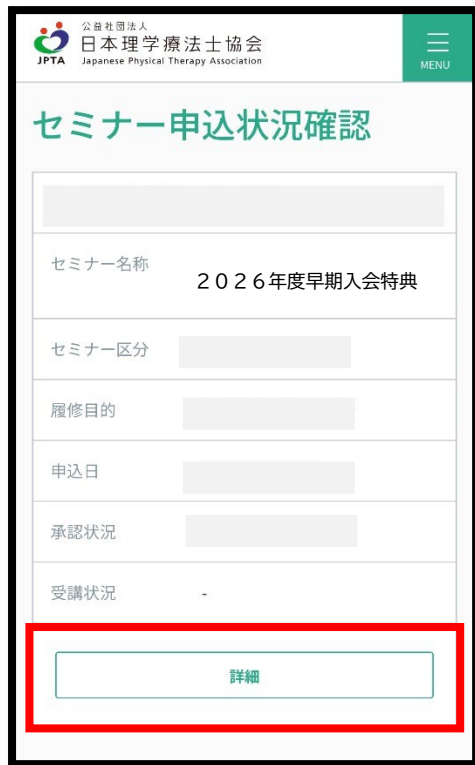 公益社団法人
日本理学療法士協会
JPTA Japanese Physical Therapy Association
MENU
セミナー申込状況確認
セミナー名称 2026年度早期入会特典
セミナー区分
履修目的
申込日
承認状況
受講状況 -
詳細